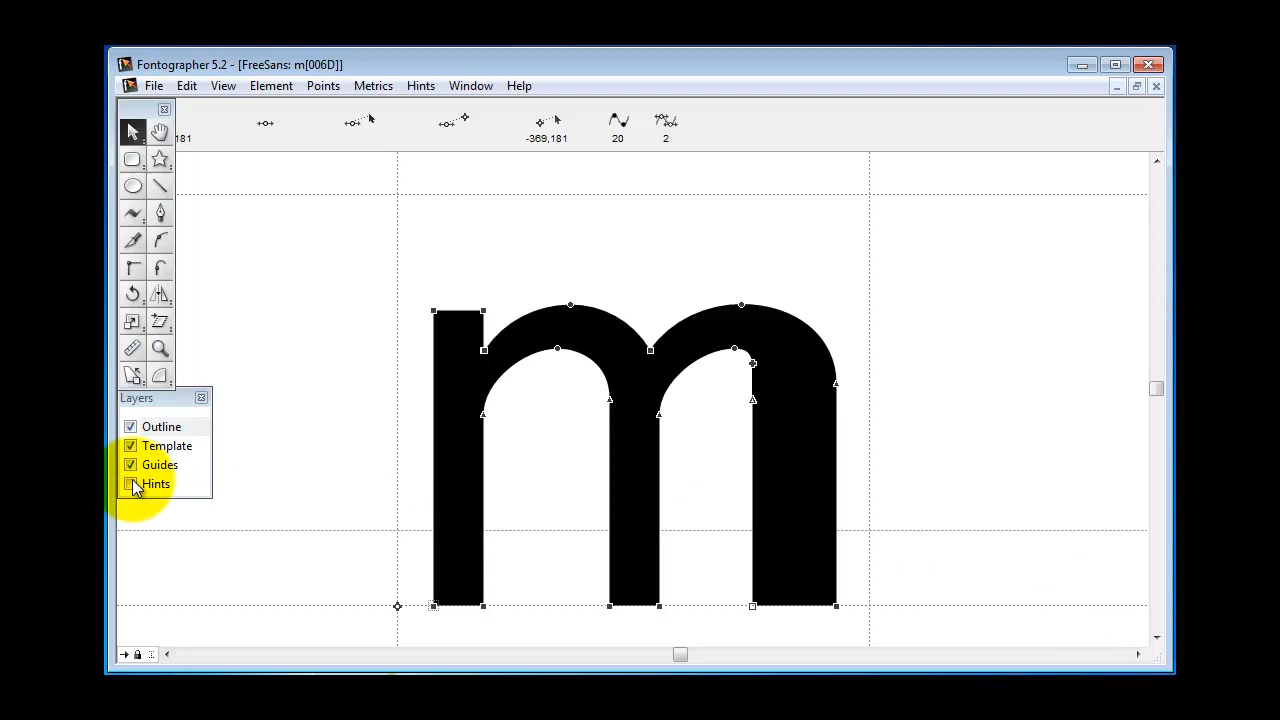 Fontographer 5.2 - [FreeSans: m[006D]]
File Edit View Element Points Metrics Hints Window Help
181 -369,181 20 2
m
Layers
Outline
Template
Guides
Hints